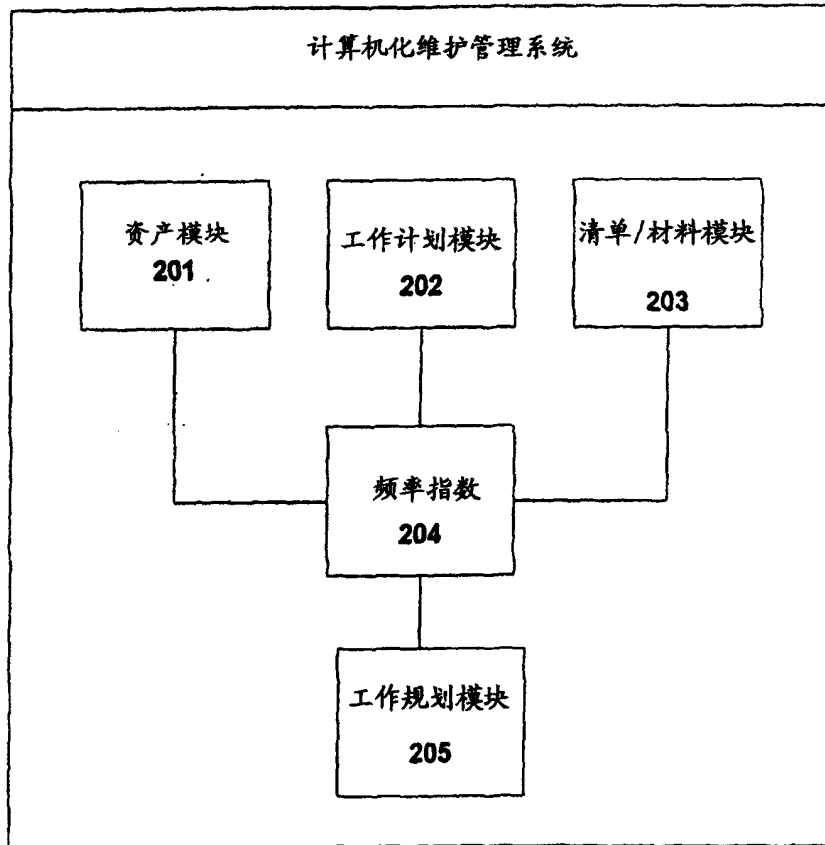 计算机化维护管理系统
资产模块
201
工作计划模块
202
清单/材料模块
203
频率指数
204
工作规划模块
205